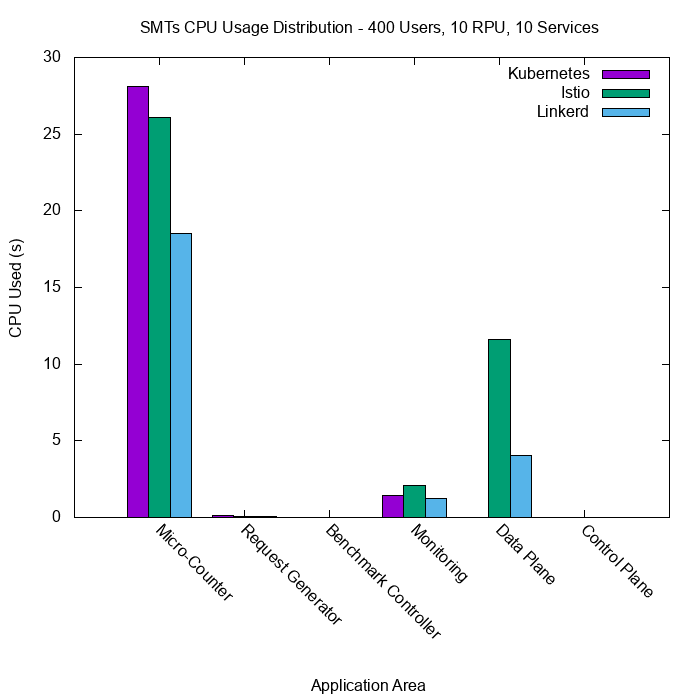 SMTs CPU Usage Distribution - 400 Users, 10 RPU, 10 Services
Kubernetes
Istio
Linkerd
CPU Used (s)
30
25
20
15
10
5
0
Micro-Counter
Request Generator
Benchmark Controller
Monitoring
Data Plane
Control Plane
Application Area